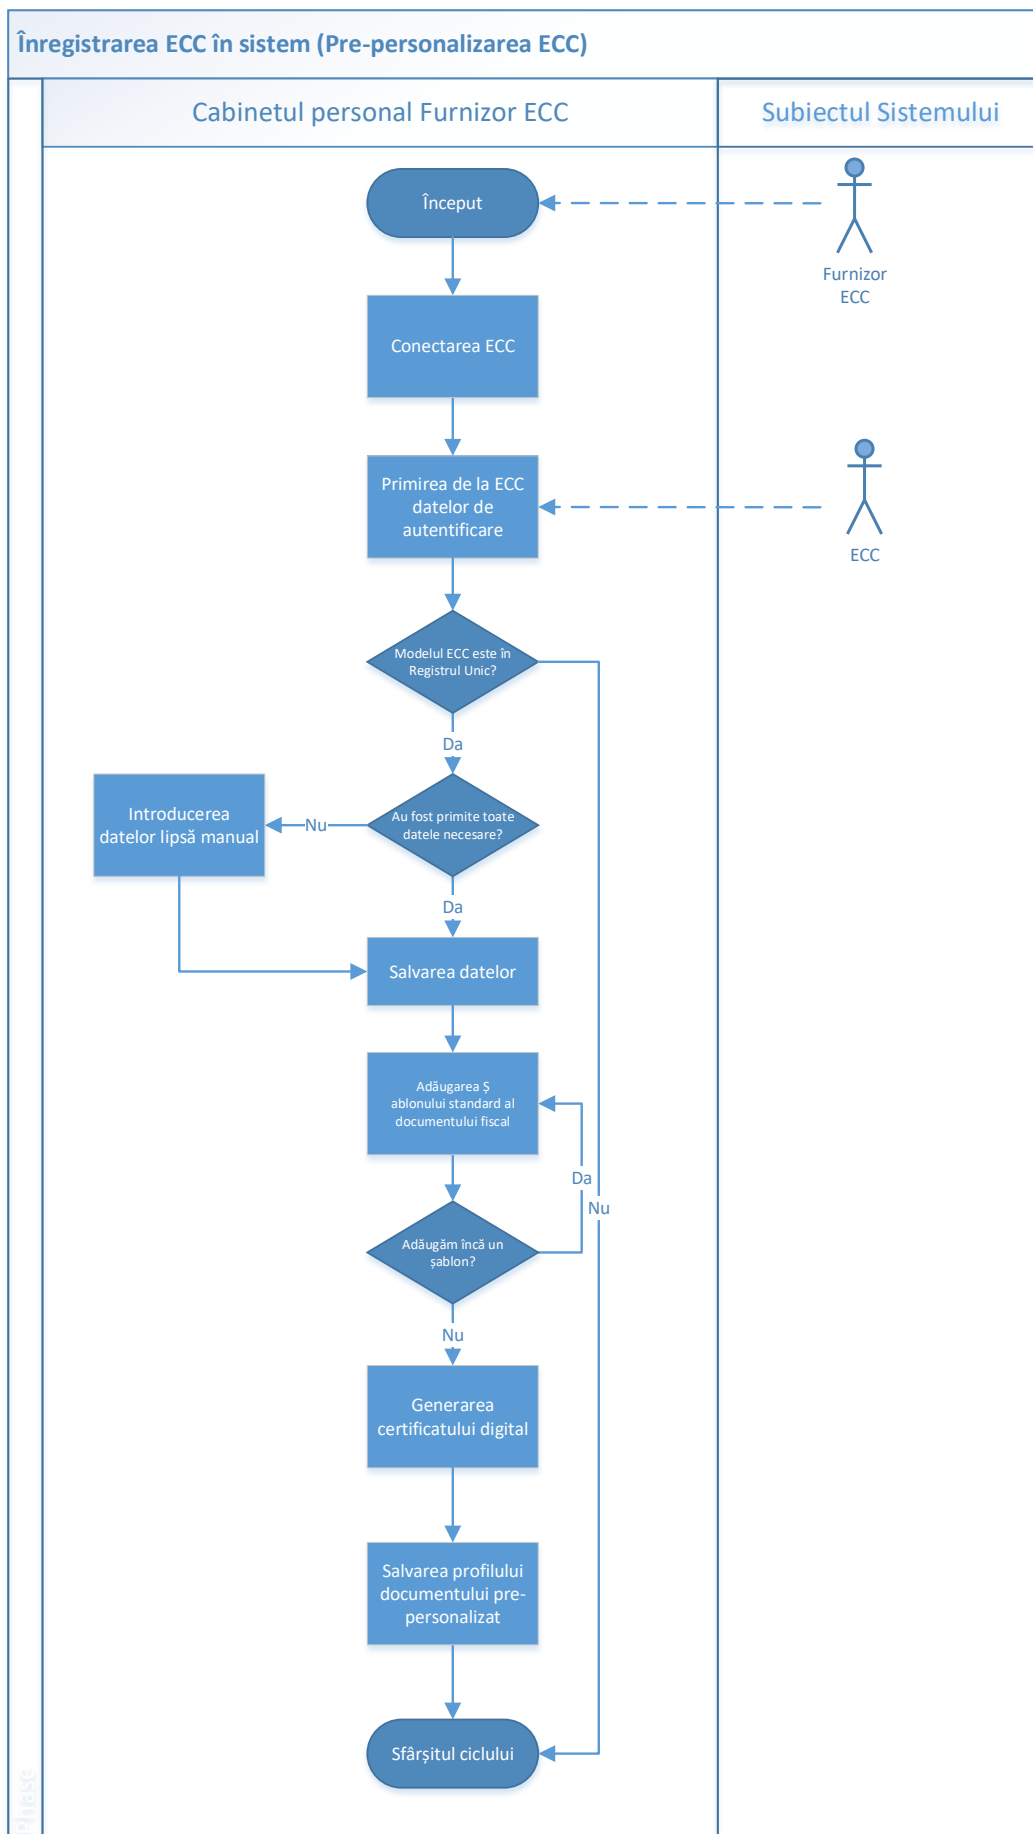 Înregistrarea ECC în sistem (Pre-personalizarea ECC)
Cabinetul personal Furnizor ECC
Subiectul Sistemului
Început
Furnizor
ECC
Conectarea ECC
Primirea de la ECC
datelor de
autentificare
ECC
Modelul ECC este în
Registrul Unic?
Da
Introducerea
datelor lipsă manual
Nu
Au fost primite toate
datele necesare?
Da
Salvarea datelor
Adăugarea Ș
ablonului standard al
documentului fiscal
Da
Nu
Adăugăm încă un
șablon?
Nu
Generarea
certificatului digital
Salvarea profilului
documentului pre-
personalizat
Sfârșitul ciclului
Phase